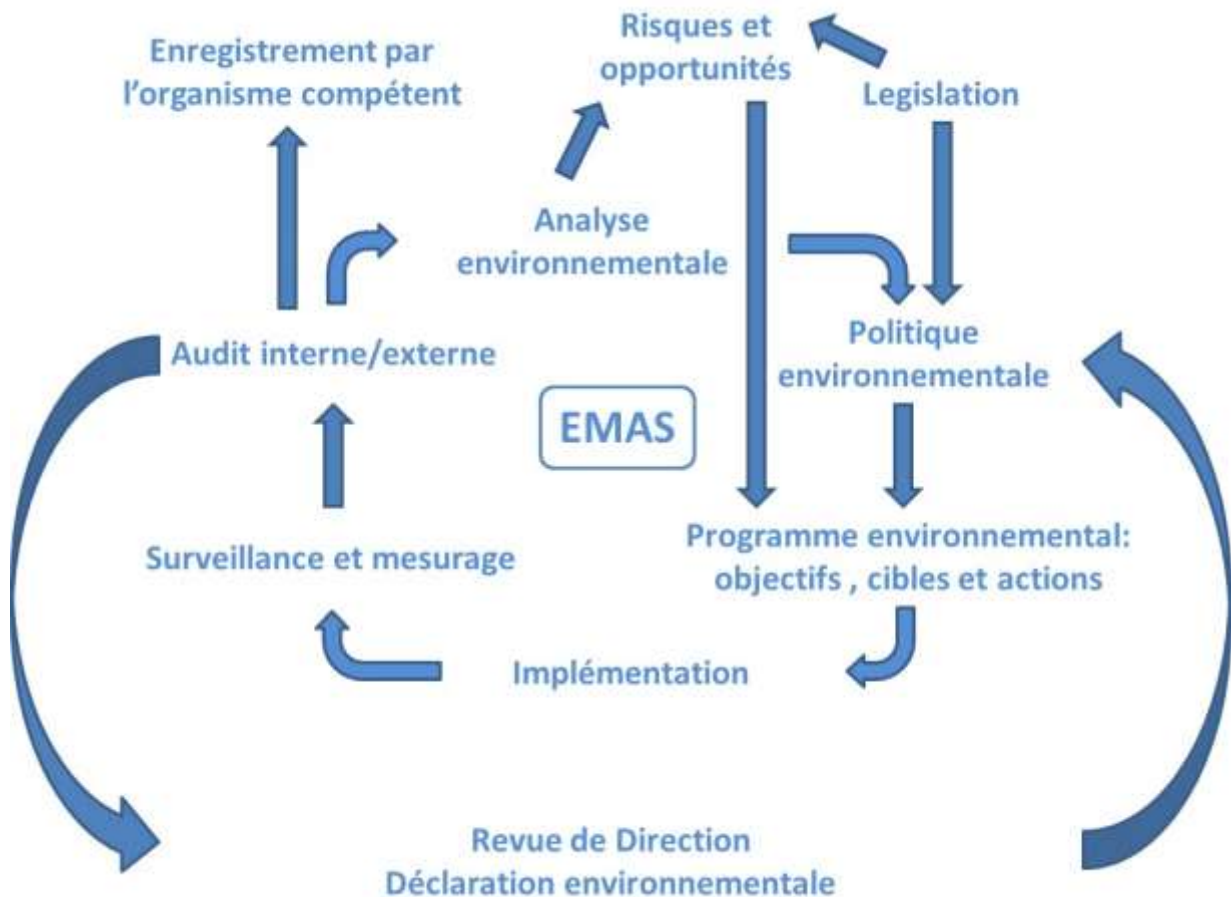 Risques et
opportunités
Enregistrement par
l'organisme compétent
Legislation
Analyse
environnementale
Audit interne/externe
Politique
environnementale
EMAS
Surveillance et mesurage
Programme environnemental:
objectifs , cibles et actions
Implémentation
Revue de Direction
Déclaration environnementale